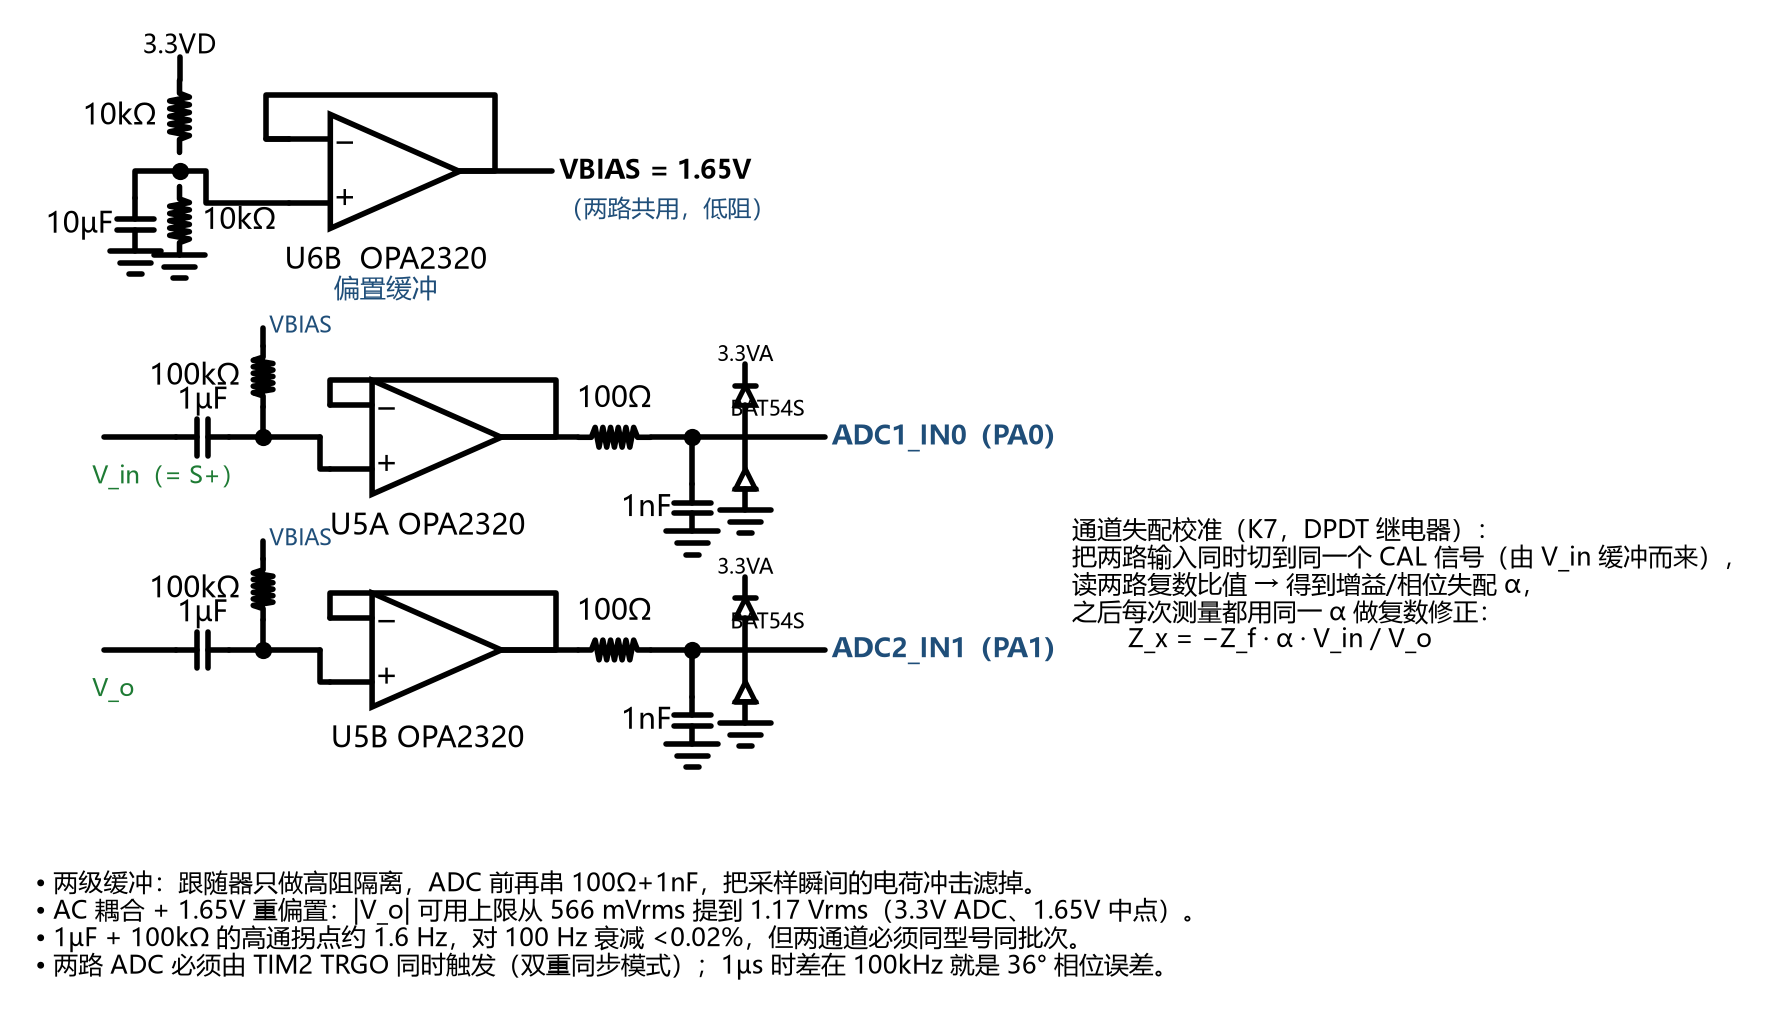 3.3VD
10kΩ
10μF
10kΩ
−
+
VBIAS = 1.65V
（两路共用，低阻）
U6B  OPA2320
偏置缓冲
VBIAS
100kΩ
1μF
V_in（= S+）
−
+
U5A OPA2320
100Ω
1nF
3.3VA
BAT54S
ADC1_IN0（PA0）
VBIAS
100kΩ
1μF
V_o
−
+
U5B OPA2320
100Ω
1nF
3.3VA
BAT54S
ADC2_IN1（PA1）
通道失配校准（K7，DPDT 继电器）：
把两路输入同时切到同一个 CAL 信号（由 V_in 缓冲而来），
读两路复数比值 → 得到增益/相位失配 α，
之后每次测量都用同一 α 做复数修正：
Z_x = −Z_f · α · V_in / V_o
• 两级缓冲：跟随器只做高阻隔离，ADC 前再串 100Ω+1nF，把采样瞬间的电荷冲击滤掉。
• AC 耦合 + 1.65V 重偏置：|V_o| 可用上限从 566 mVrms 提到 1.17 Vrms（3.3V ADC、1.65V 中点）。
• 1μF + 100kΩ 的高通拐点约 1.6 Hz，对 100 Hz 衰减 <0.02%，但两通道必须同型号同批次。
• 两路 ADC 必须由 TIM2 TRGO 同时触发（双重同步模式）；1μs 时差在 100kHz 就是 36° 相位误差。